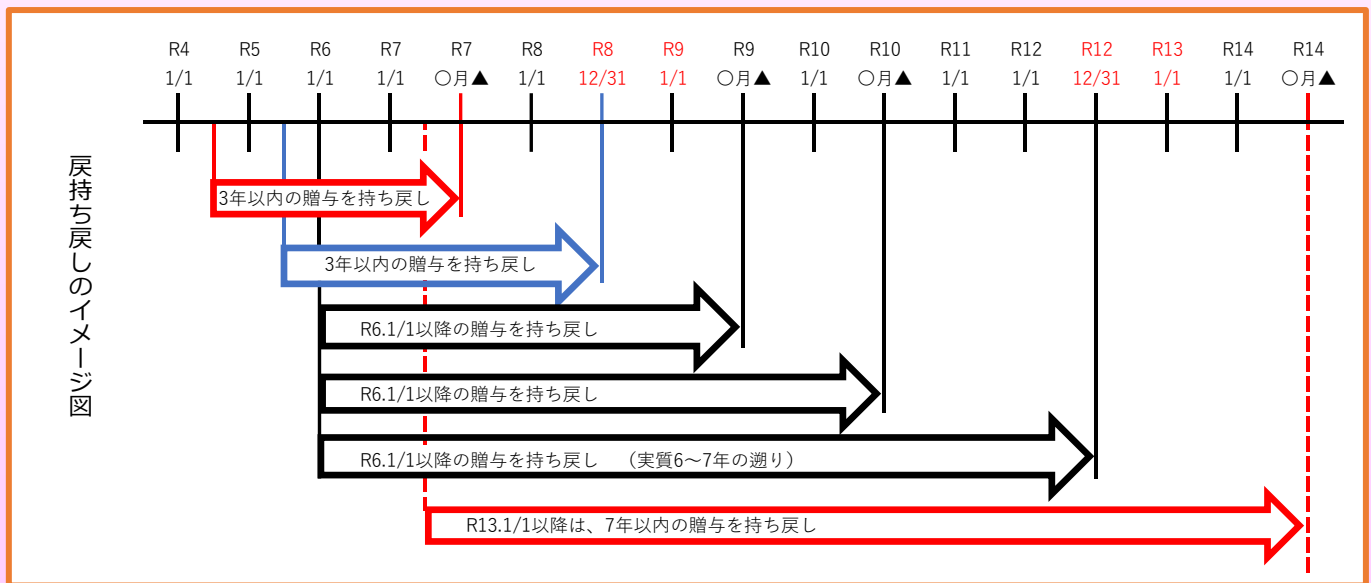 R4 R5 R6 R7 R7 R8 R8 R9 R9 R10 R10 R11 R12 R12 R13 R14 R14
1/1 1/1 1/1 1/1 〇月▲ 1/1 12/31 1/1 〇月▲ 1/1 〇月▲ 1/1 1/1 12/31 1/1 1/1 〇月▲
戻持ち戻しのイメージ図
3年以内の贈与を持ち戻し
3年以内の贈与を持ち戻し
R6.1/1以降の贈与を持ち戻し
R6.1/1以降の贈与を持ち戻し
R6.1/1以降の贈与を持ち戻し （実質6～7年の遡り）
R13.1/1以降は、7年以内の贈与を持ち戻し